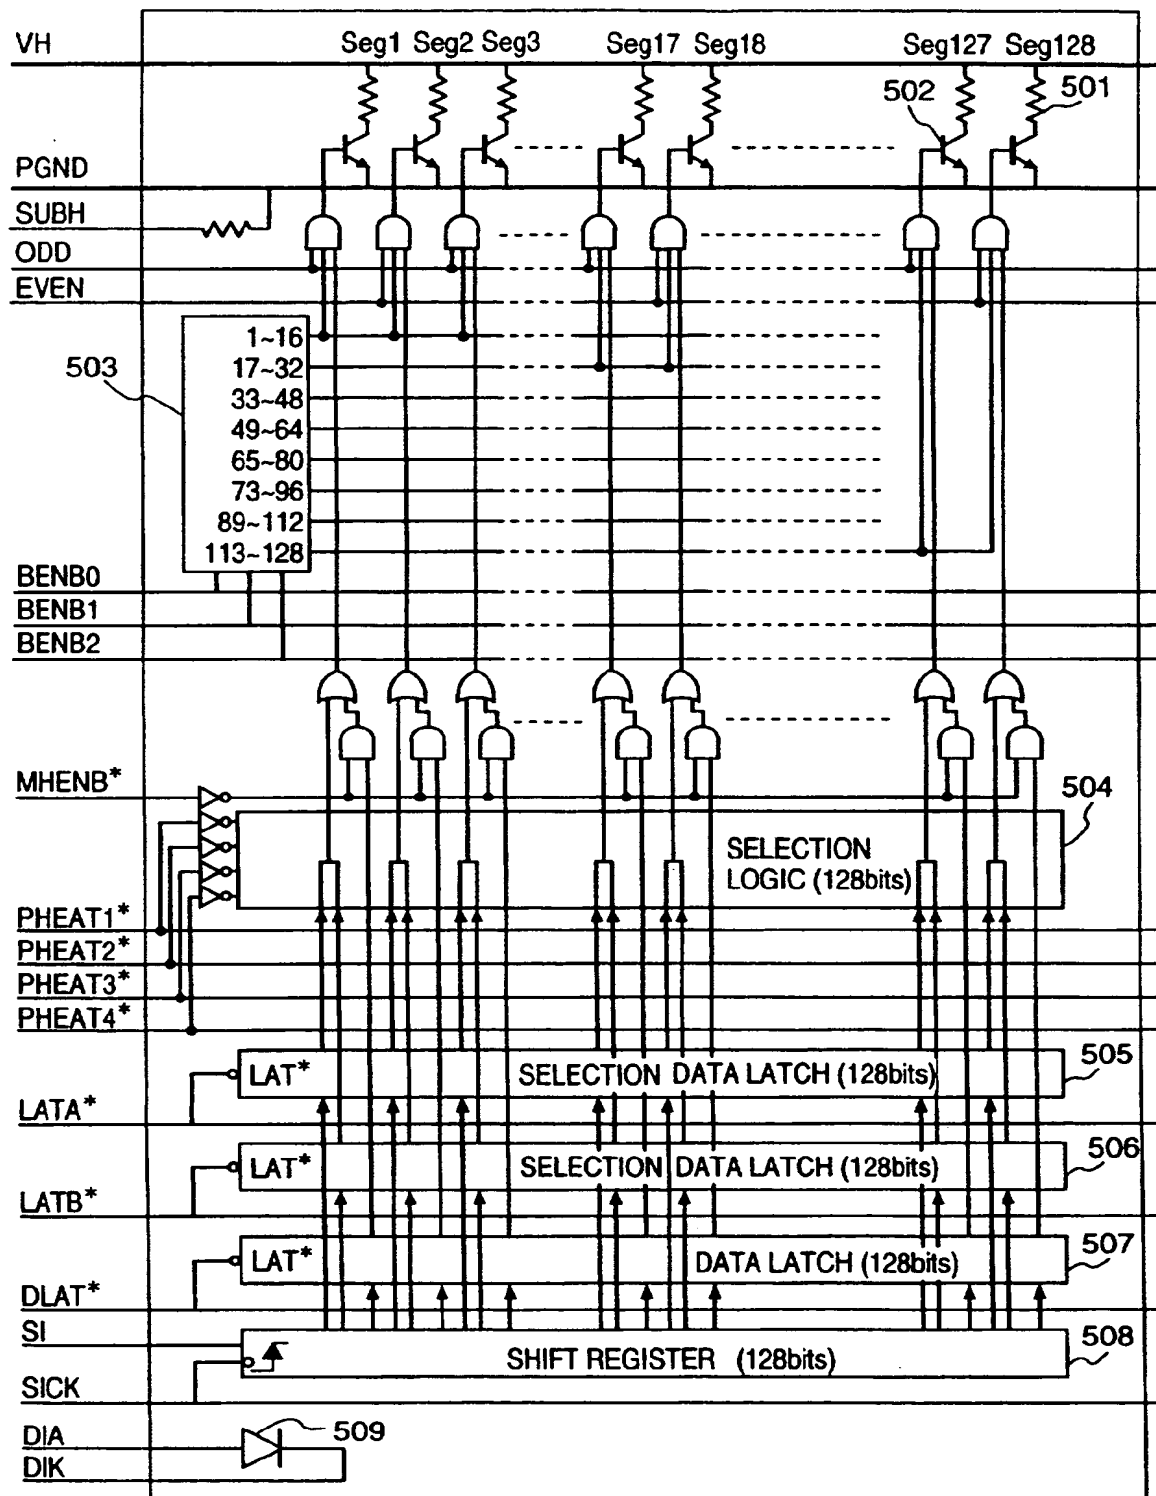 VH Seg1 Seg2 Seg3 Seg17 Seg18 Seg127 Seg128
502 501
PGND
SUBH
ODD
EVEN
503
1~16
17~32
33~48
49~64
65~80
73~96
89~112
113~128
BENB0
BENB1
BENB2
MHENB*
504
SELECTION
LOGIC (128bits)
PHEAT1*
PHEAT2*
PHEAT3*
PHEAT4*
505
LAT* SELECTION DATA LATCH (128bits)
LATA*
506
LAT* SELECTION DATA LATCH (128bits)
LATB*
507
LAT* DATA LATCH (128bits)
DLAT*
SI
508
SHIFT REGISTER (128bits)
SICK
DIA 509
DIK